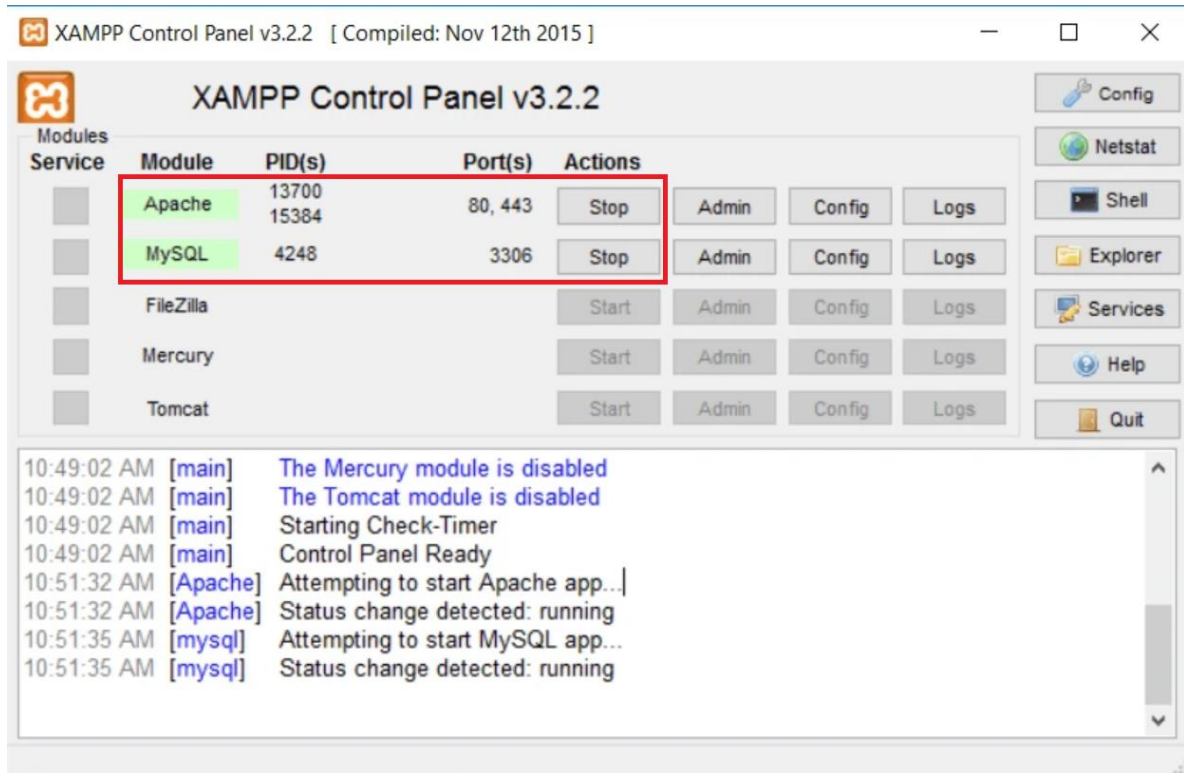 XAMPP Control Panel v3.2.2 [ Compiled: Nov 12th 2015 ]
XAMPP Control Panel v3.2.2
Config
Modules
Netstat
Service Module PID(s) Port(s) Actions
Apache 13700 15384 80, 443 Stop Admin Config Logs
Shell
MySQL 4248 3306 Stop Admin Config Logs
Explorer
FileZilla Start Admin Config Logs
Services
Mercury Start Admin Config Logs
Help
Tomcat Start Admin Config Logs
Quit
10:49:02 AM [main] The Mercury module is disabled
10:49:02 AM [main] The Tomcat module is disabled
10:49:02 AM [main] Starting Check-Timer
10:49:02 AM [main] Control Panel Ready
10:51:32 AM [Apache] Attempting to start Apache app...
10:51:32 AM [Apache] Status change detected: running
10:51:35 AM [mysql] Attempting to start MySQL app...
10:51:35 AM [mysql] Status change detected: running